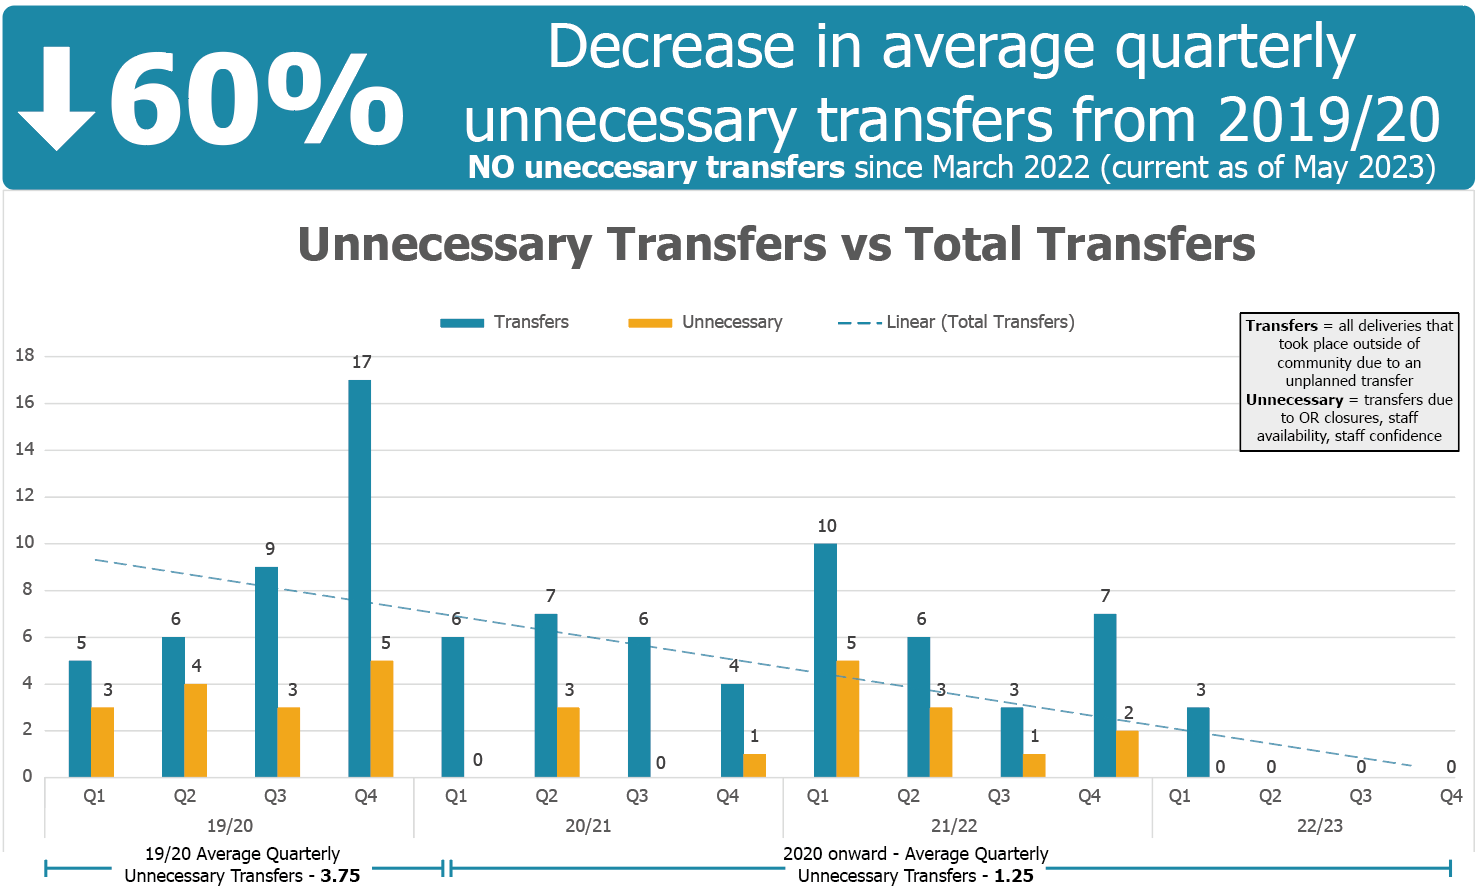 60%
Decrease in average quarterly
unnecessary transfers from 2019/20
NO uneccesary transfers since March 2022 (current as of May 2023)
Unnecessary Transfers vs Total Transfers
Transfers Unnecessary Linear (Total Transfers)
Transfers = all deliveries that
took place outside of
community due to an
unplanned transfer
Unnecessary = transfers due
to OR closures, staff
availability, staff confidence
18
16
14
12
10
8
6
4
2
0
5 3 6 4 9 3 17 5 6 0 7 3 6 0 4 1 10 5 6 3 3 1 7 2 3 0 0 0 0
Q1 Q2 Q3 Q4 Q1 Q2 Q3 Q4 Q1 Q2 Q3 Q4 Q1 Q2 Q3 Q4
19/20 20/21 21/22 22/23
19/20 Average Quarterly
Unnecessary Transfers - 3.75
2020 onward - Average Quarterly
Unnecessary Transfers - 1.25